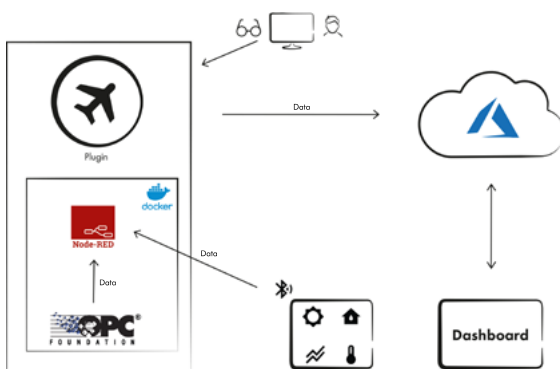 Data
Plugin
docker
Node-RED
Data
Data
OPC®
FOUNDATION
Dashboard